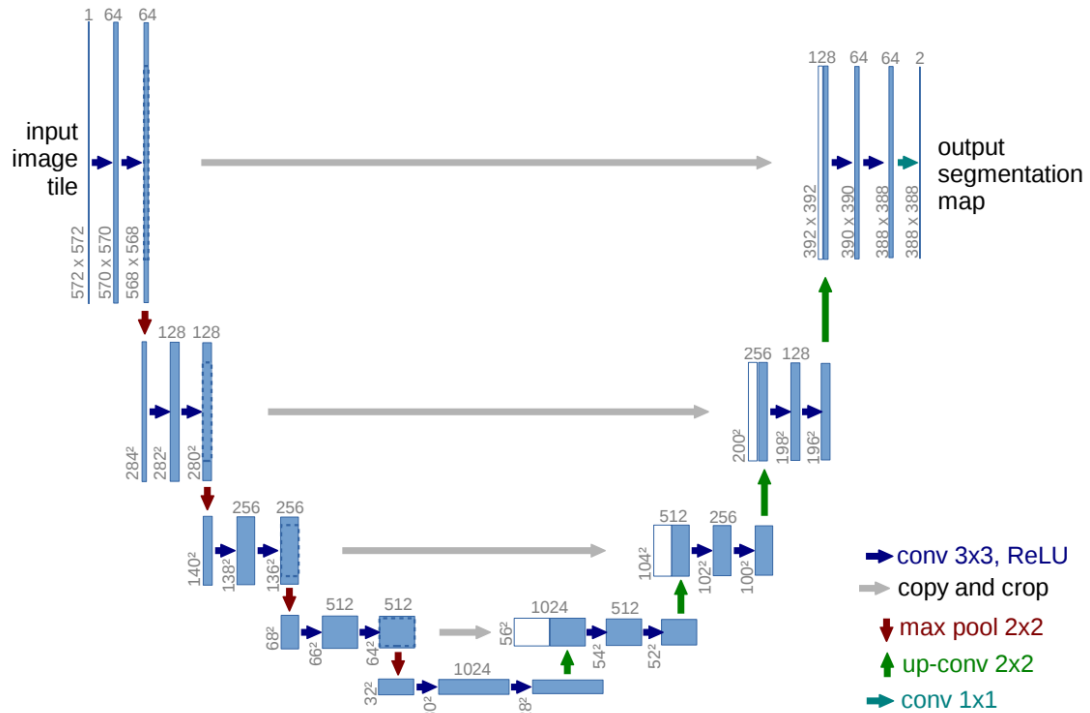 1 64 64
input
image
tile
572 x 572
570 x 570
568 x 568
128 64 64 2
output
segmentation
map
392 x 392
390 x 390
388 x 388
388 x 388
128 128
284²
282²
280²
256 128
200²
198²
196²
256 256
140²
138²
136²
512 256
104²
102²
100²
512 512
68²
66²
64²
1024 512
56²
54²
52²
1024
32²
conv 3x3, ReLU
copy and crop
max pool 2x2
up-conv 2x2
conv 1x1